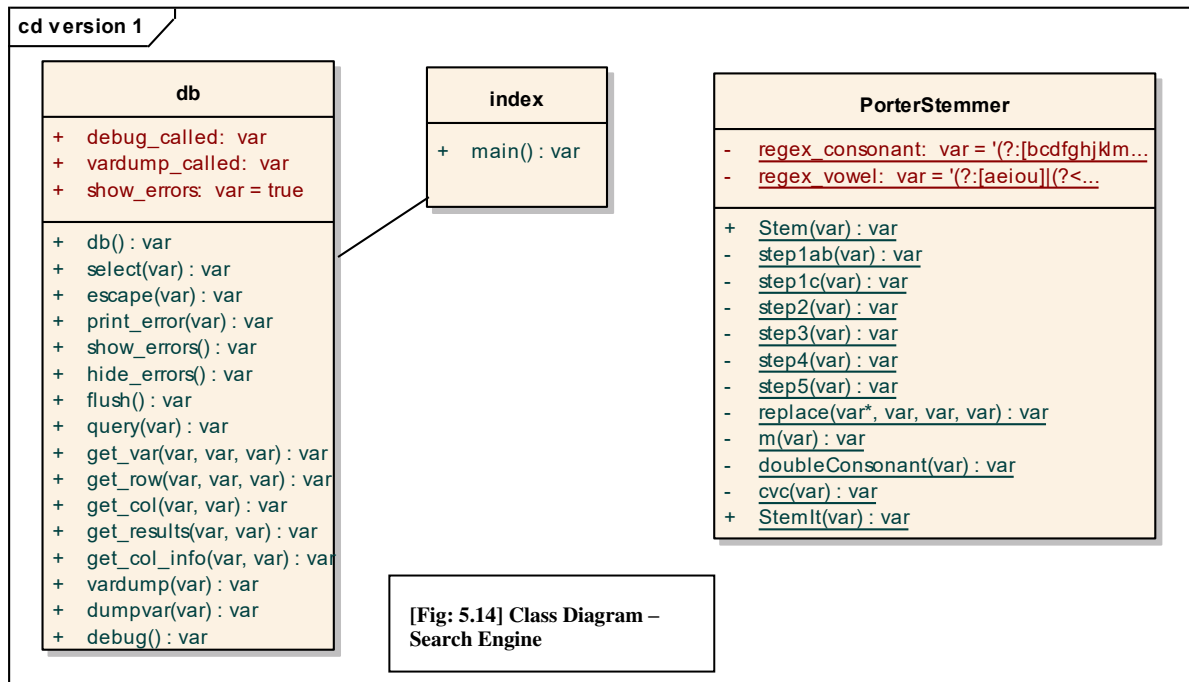 cd version 1
db
+ debug_called: var
+ vardump_called: var
+ show_errors: var = true
+ db() : var
+ select(var) : var
+ escape(var) : var
+ print_error(var) : var
+ show_errors() : var
+ hide_errors() : var
+ flush() : var
+ query(var) : var
+ get_var(var, var, var) : var
+ get_row(var, var, var) : var
+ get_col(var, var) : var
+ get_results(var, var) : var
+ get_col_info(var, var) : var
+ vardump(var) : var
+ dumpvar(var) : var
+ debug() : var
index
+ main() : var
PorterStemmer
- regex_consonant: var = '(?:[bcdfghjklm...
- regex_vowel: var = '(?:[aeiou]|(?<...
+ Stem(var) : var
- step1ab(var) : var
- step1c(var) : var
- step2(var) : var
- step3(var) : var
- step4(var) : var
- step5(var) : var
- replace(var*, var, var, var) : var
- m(var) : var
- doubleConsonant(var) : var
- cvc(var) : var
+ StemIt(var) : var
[Fig: 5.14] Class Diagram –
Search Engine